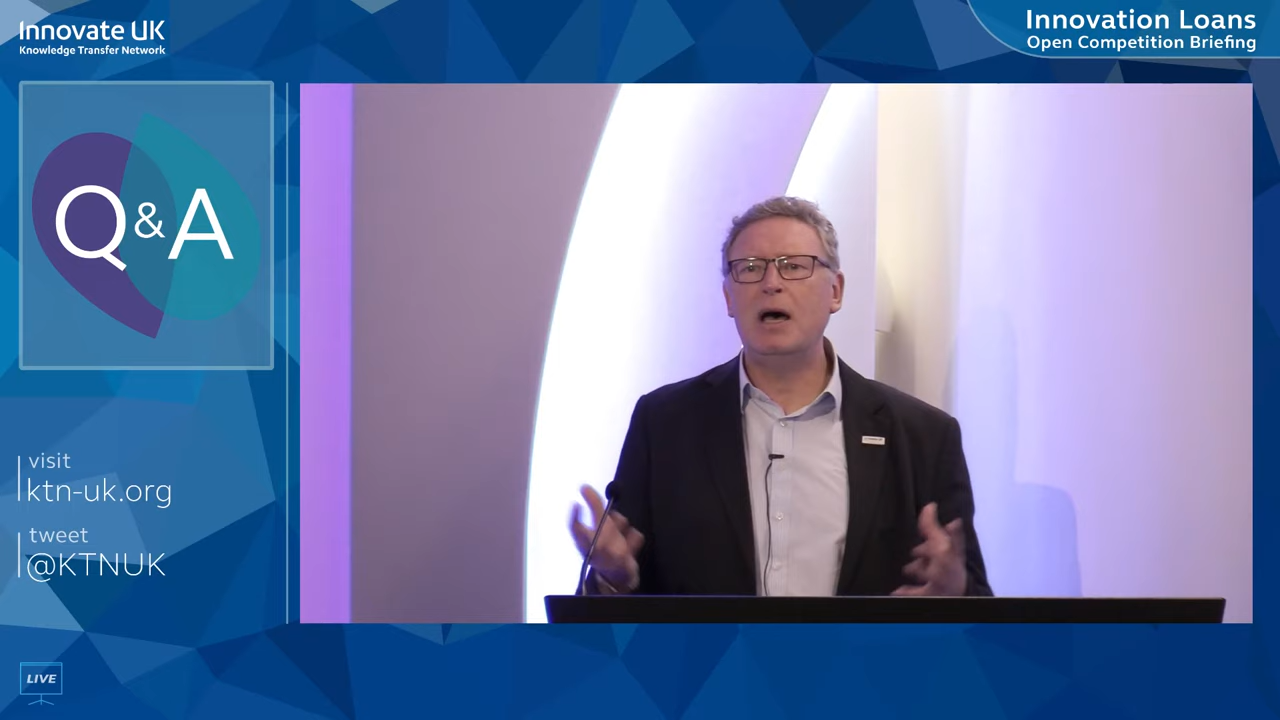 Innovate UK
Knowledge Transfer Network
Innovation Loans
Open Competition Briefing
Q&A
visit
ktn-uk.org
tweet
@KTNUK
LIVE